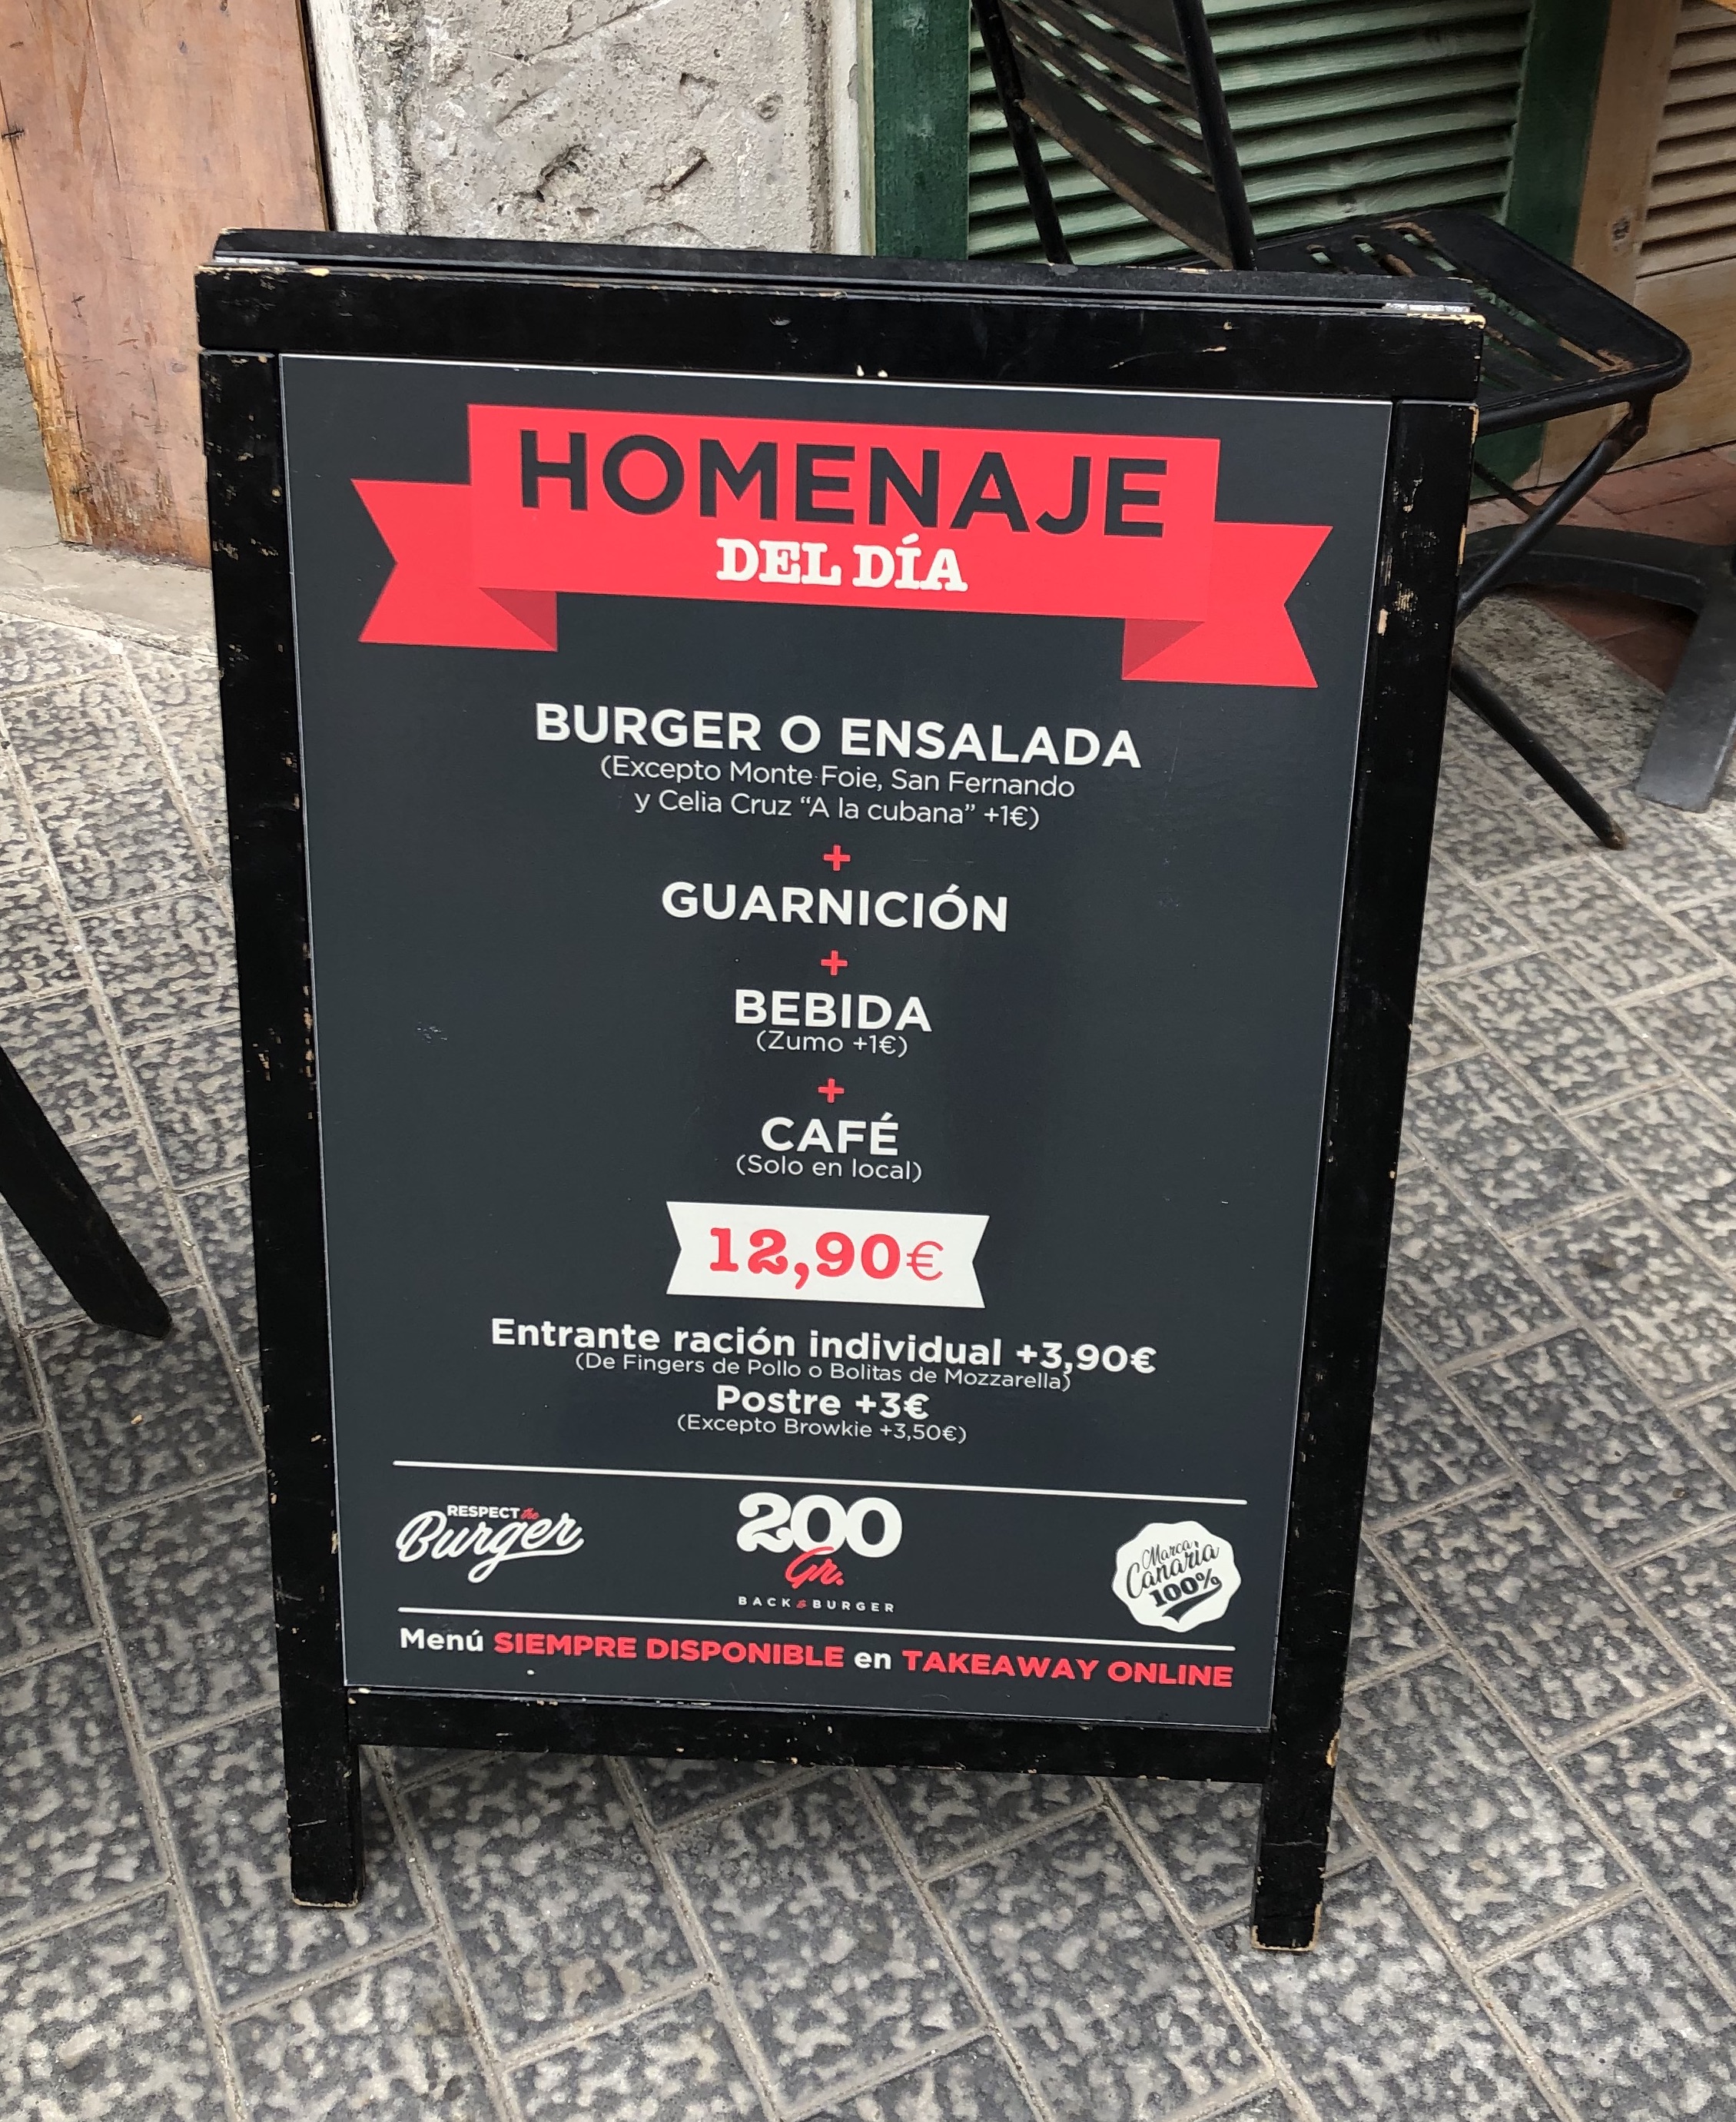 HOMENAJE
DEL DÍA
BURGER O ENSALADA
(Excepto Monte Foie, San Fernando
y Celia Cruz “A la cubana” +1€)
+
GUARNICIÓN
+
BEBIDA
(Zumo +1€)
+
CAFÉ
(Solo en local)
12,90€
Entrante ración individual +3,90€
(De Fingers de Pollo o Bolitas de Mozzarella)
Postre +3€
(Excepto Browkie +3,50€)
RESPECT the
Burger
200
Gr.
BACK & BURGER
Marca
Canaria
100%
Menú SIEMPRE DISPONIBLE en TAKEAWAY ONLINE